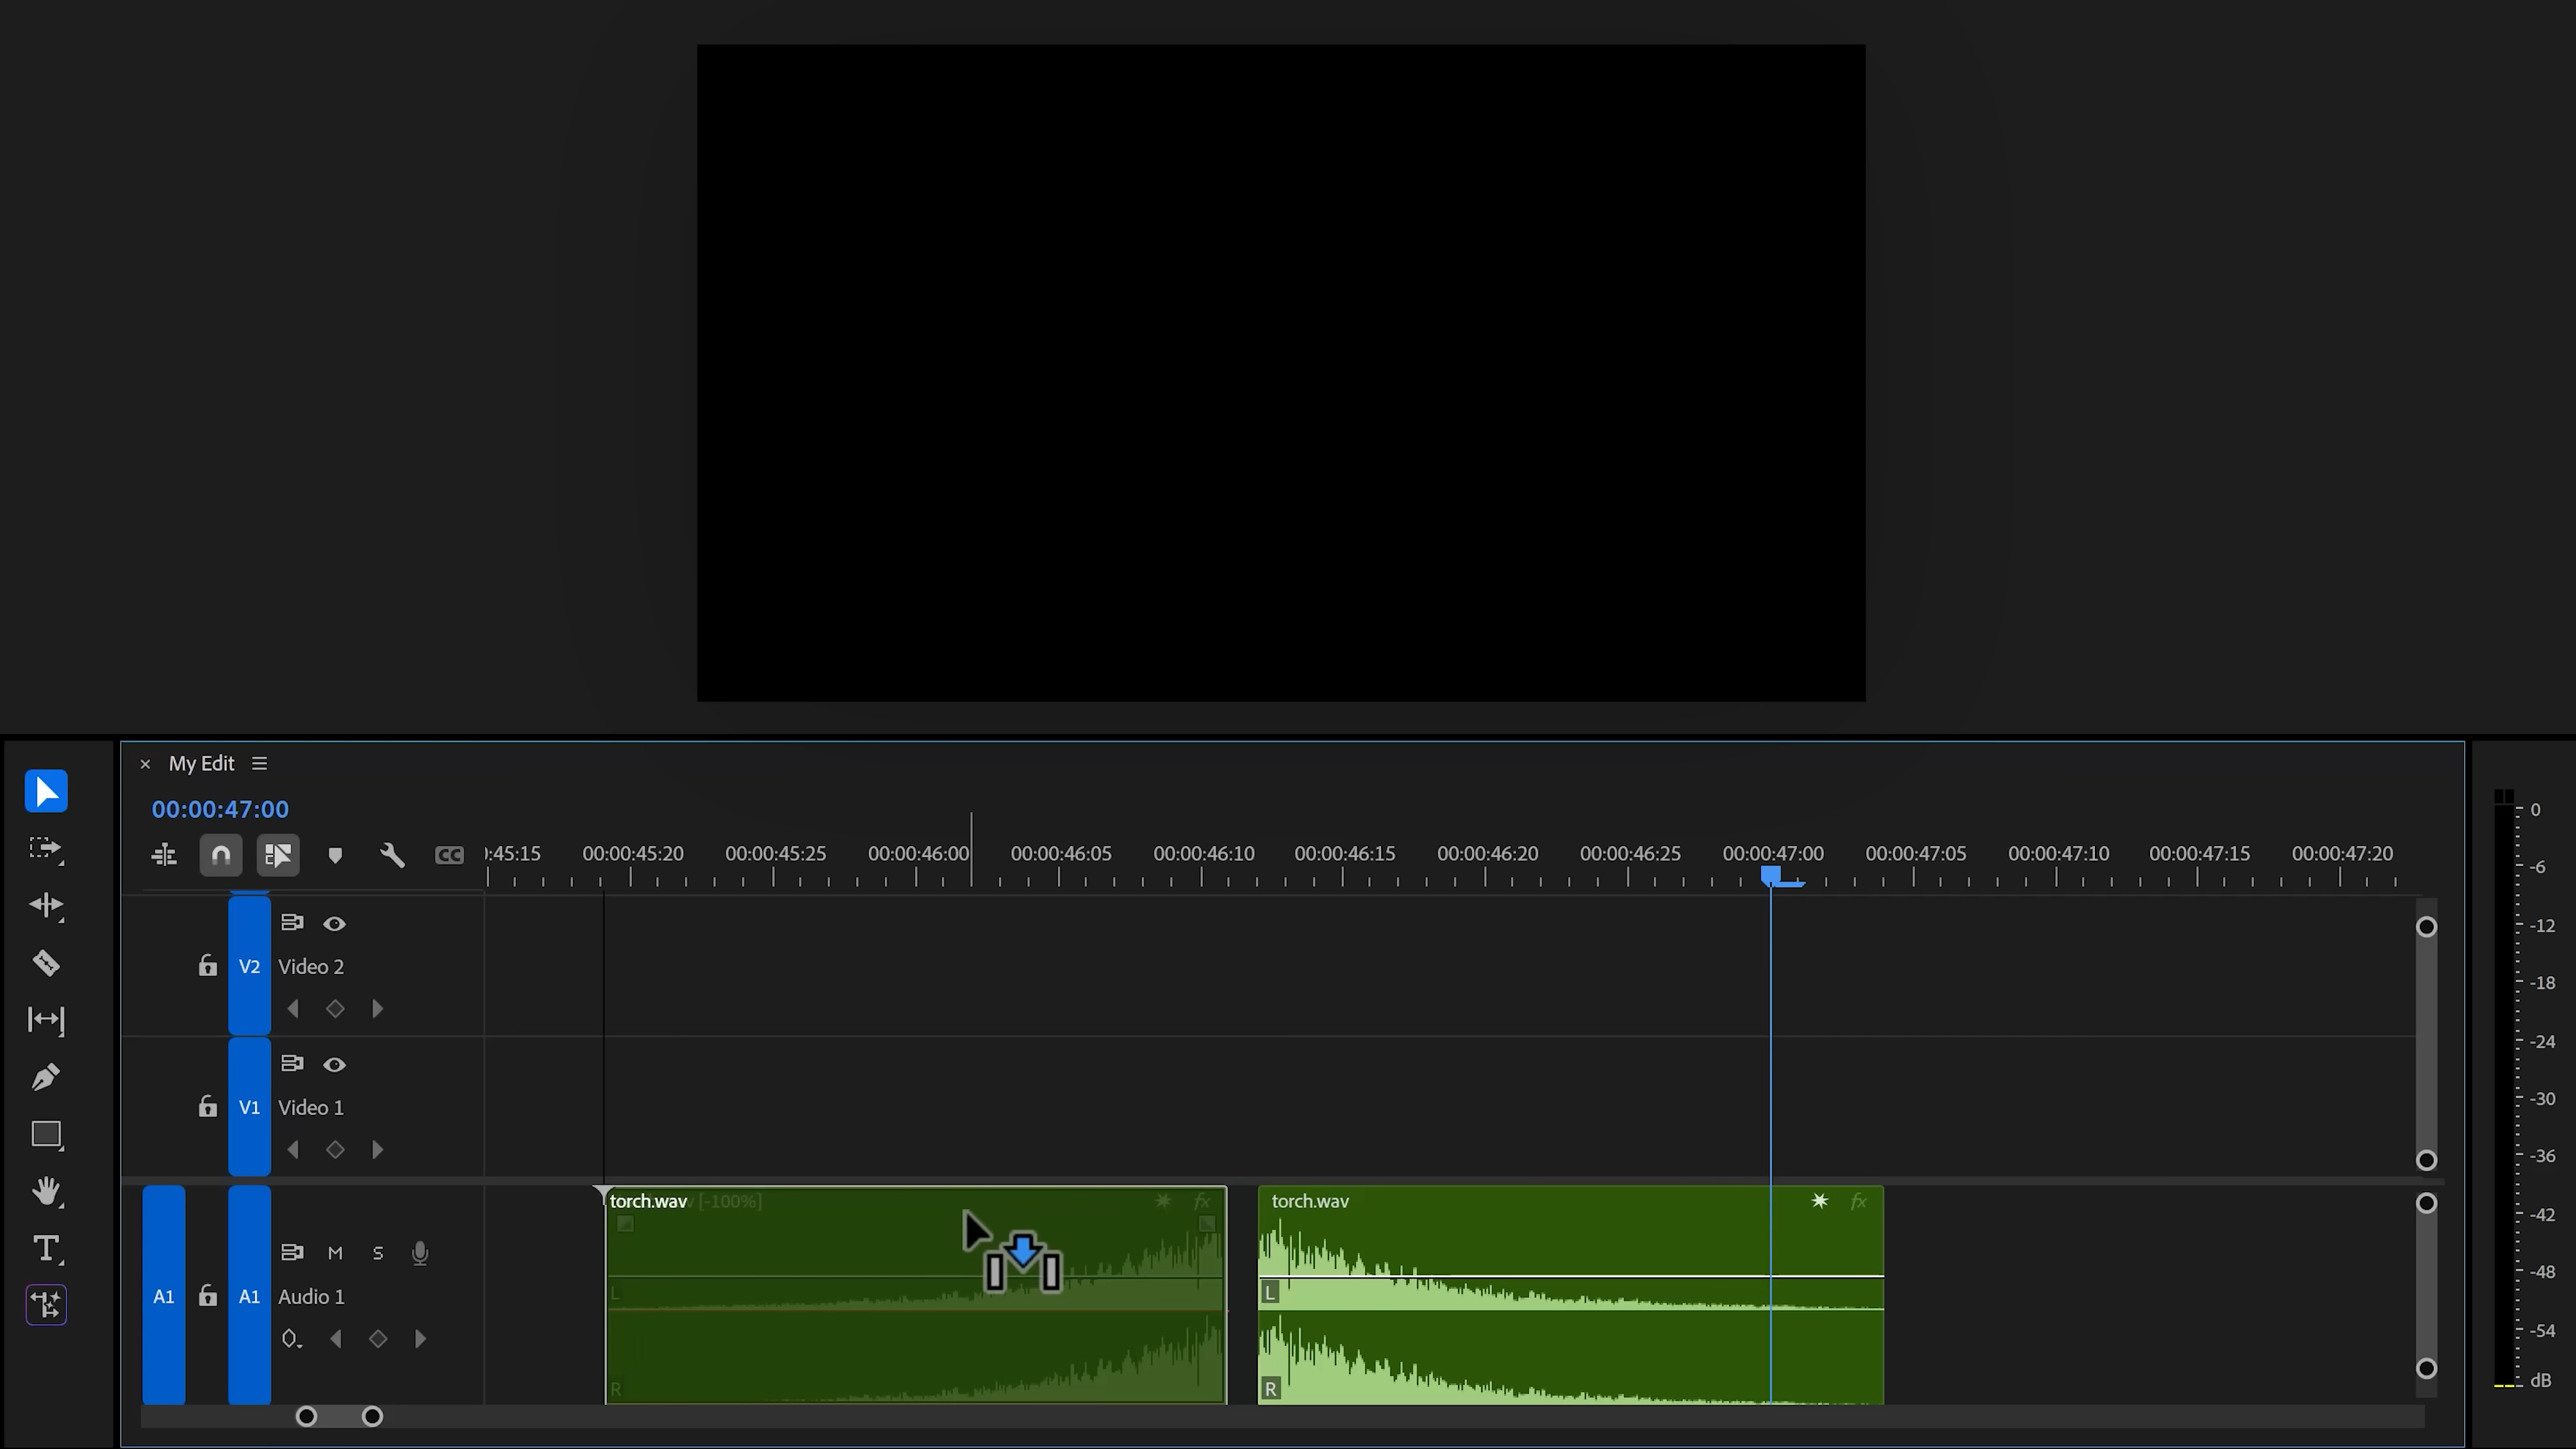 × My Edit
00:00:47:00
CC
:45:15 00:00:45:20 00:00:45:25 00:00:46:00 00:00:46:05 00:00:46:10 00:00:46:15 00:00:46:20 00:00:46:25 00:00:47:00 00:00:47:05 00:00:47:10 00:00:47:15 00:00:47:20
V2 Video 2
V1 Video 1
torch.wav [-100%] fx
torch.wav fx
M S
A1 A1 Audio 1
L
R
L
R
T
0
-6
-12
-18
-24
-30
-36
-42
-48
-54
dB